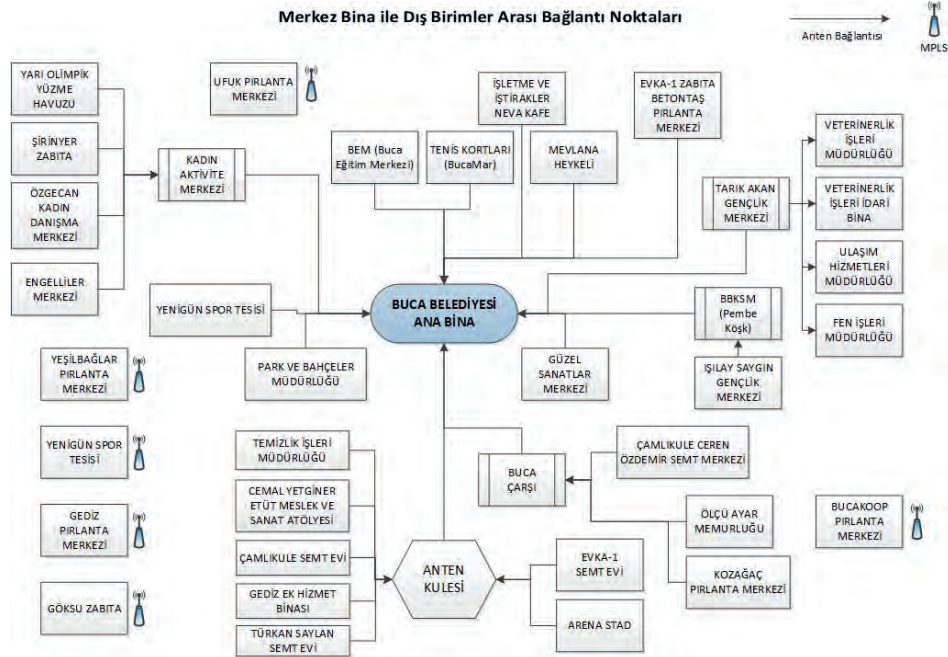 Merkez Bina ile Dış Birimler Arası Bağlantı Noktaları
Anten Bağlantısı
MPLS
YARI OLİMPİK
YÜZME
HAVUZU
ŞİRİNYER
ZABITA
ÖZGECAN
KADIN
DANIŞMA
MERKEZİ
ENGELLİLER
MERKEZİ
KADIN
AKTİVİTE
MERKEZİ
UFUK PIRLANTA
MERKEZİ
BEM (Buca
Eğitim Merkezi)
TENİS KORTLARI
(BucaMar)
İŞLETME VE
İŞTİRAKLER
NEVA KAFE
MEVLANA
HEYKELİ
EVKA-1 ZABITA
BETONTAŞ
PIRLANTA
MERKEZİ
TARIK AKAN
GENÇLİK
MERKEZİ
VETERİNERLİK
İŞLERİ
MÜDÜRLÜĞÜ
VETERİNERLİK
İŞLERİ İDARİ
BİNA
ULAŞIM
HİZMETLERİ
MÜDÜRLÜĞÜ
FEN İŞLERİ
MÜDÜRLÜĞÜ
YENİGÜN SPOR TESİSİ
BUCA BELEDİYESİ
ANA BİNA
BBKSM
(Pembe
Köşk)
PARK VE BAHÇELER
MÜDÜRLÜĞÜ
GÜZEL
SANATLAR
MERKEZİ
IŞILAY SAYGIN
GENÇLİK
MERKEZİ
YEŞİLBAĞLAR
PIRLANTA
MERKEZİ
YENİGÜN SPOR
TESİSİ
GEDİZ
PIRLANTA
MERKEZİ
GÖKSU ZABITA
TEMİZLİK İŞLERİ
MÜDÜRLÜĞÜ
CEMAL YETGİNER
ETÜT MESLEK VE
SANAT ATÖLYESİ
ÇAMLIKULE SEMT EVİ
GEDİZ EK HİZMET
BİNASI
TÜRKAN SAYLAN
SEMT EVİ
ANTEN
KULESİ
BUCA
ÇARŞI
ÇAMLIKULE CEREN
ÖZDEMİR SEMT MERKEZİ
ÖLÇÜ AYAR
MEMURLUĞU
KOZAĞAÇ
PIRLANTA MERKEZİ
EVKA-1
SEMT EVİ
ARENA STAD
BUCAKOOP
PIRLANTA
MERKEZİ